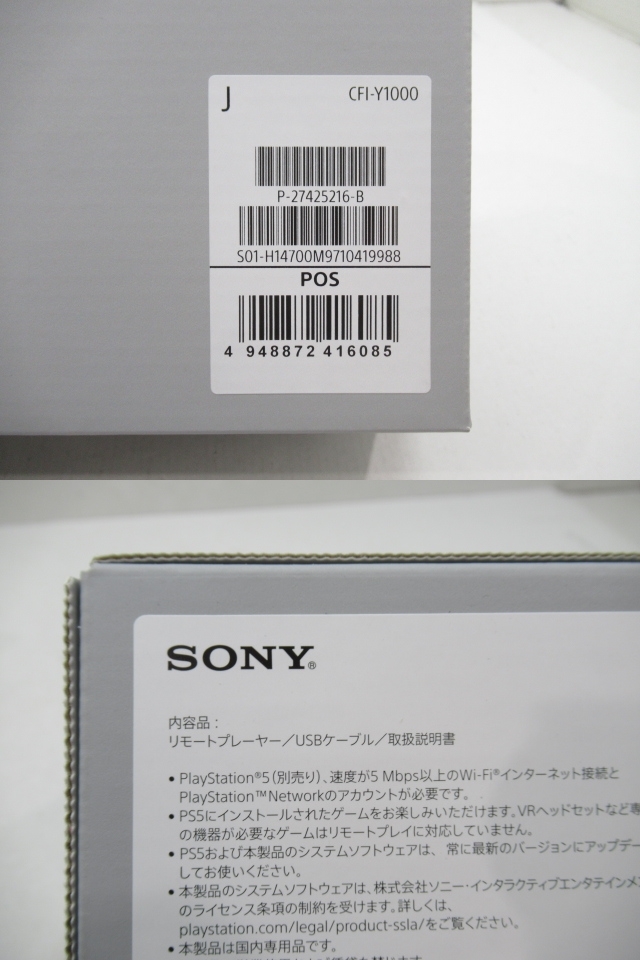 J
CFI-Y1000
P-27425216-B
S01-H14700M9710419988
POS
4 948872 416085
SONY®
内容品：
リモートプレーヤー／USBケーブル／取扱説明書
• PlayStation®5（別売り）、速度が5 Mbps以上のWi-Fi®インターネット接続と
PlayStation™Networkのアカウントが必要です。
• PS5にインストールされたゲームをお楽しみいただけます。VRヘッドセットなど専
の機器が必要なゲームはリモートプレイに対応していません。
• PS5および本製品のシステムソフトウェアは、常に最新のバージョンにアップデー
してお使いください。
• 本製品のシステムソフトウェアは、株式会社ソニー・インタラクティブエンタテインメン
のライセンス条項の制約を受けます。詳しくは、
playstation.com/legal/product-ssla/をご覧ください。
• 本製品は国内専用品です。